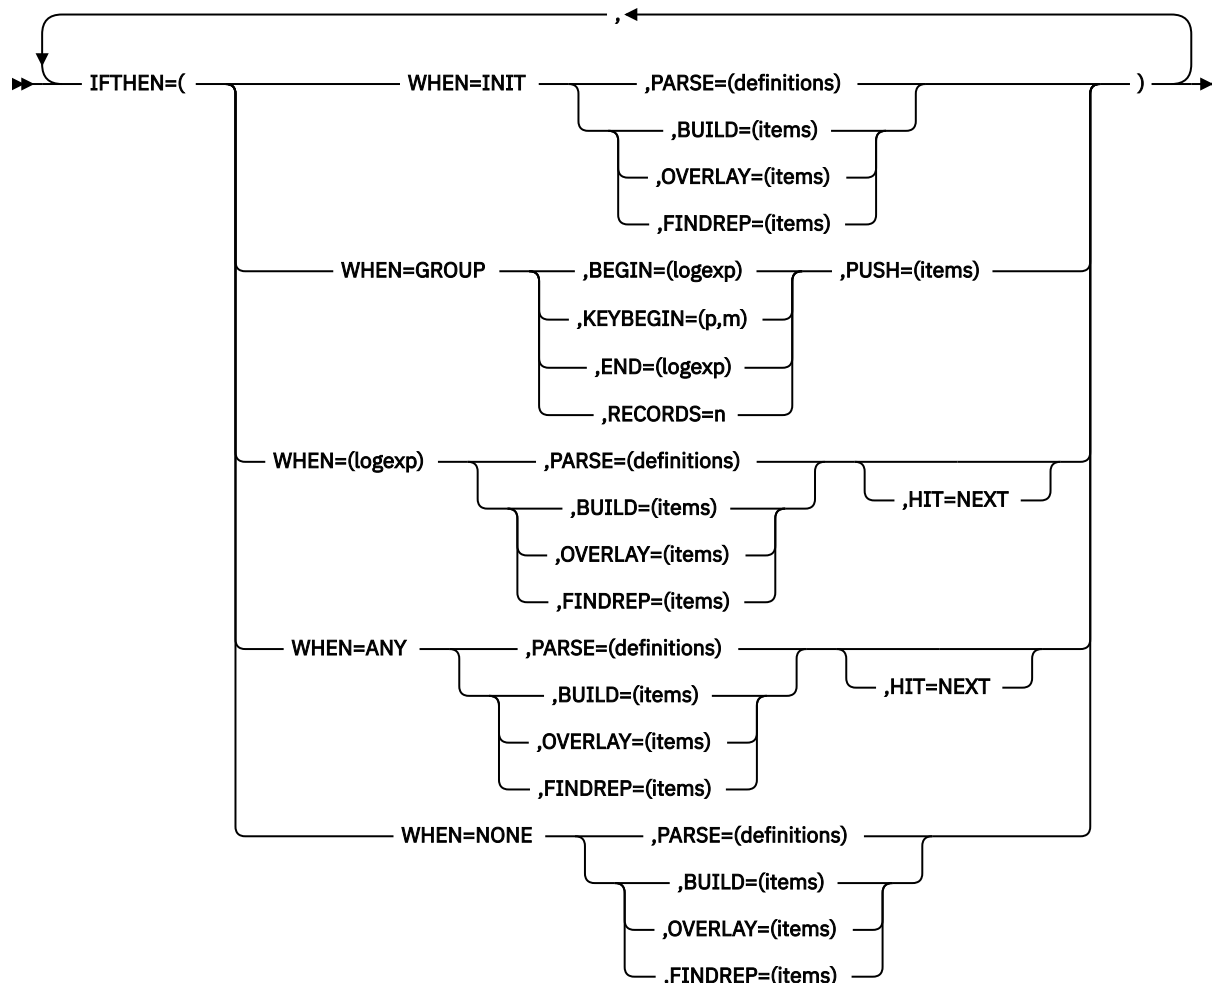 ,
IFTHEN=( WHEN=INIT ,PARSE=(definitions) )
,BUILD=(items)
,OVERLAY=(items)
,FINDREP=(items)
WHEN=GROUP ,BEGIN=(logexp) ,PUSH=(items)
,KEYBEGIN=(p,m)
,END=(logexp)
,RECORDS=n
WHEN=(logexp) ,PARSE=(definitions)
,HIT=NEXT
,BUILD=(items)
,OVERLAY=(items)
,FINDREP=(items)
WHEN=ANY ,PARSE=(definitions)
,HIT=NEXT
,BUILD=(items)
,OVERLAY=(items)
,FINDREP=(items)
WHEN=NONE ,PARSE=(definitions)
,BUILD=(items)
,OVERLAY=(items)
,FINDREP=(items)